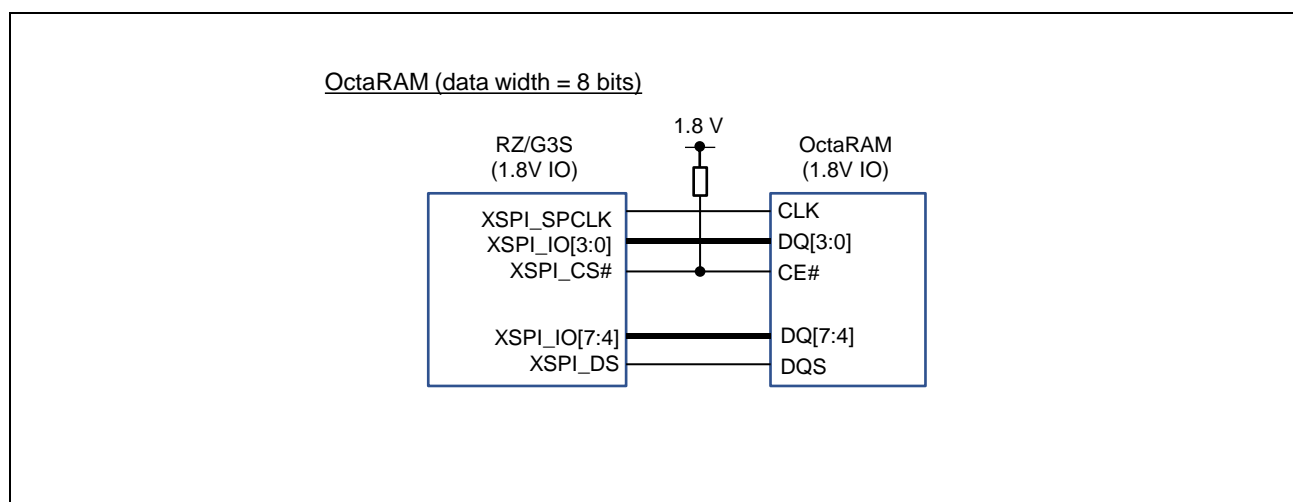 OctaRAM (data width = 8 bits)
1.8 V
RZ/G3S
(1.8V IO)
OctaRAM
(1.8V IO)
XSPI_SPCLK
CLK
XSPI_IO[3:0]
DQ[3:0]
XSPI_CS#
CE#
XSPI_IO[7:4]
DQ[7:4]
XSPI_DS
DQS